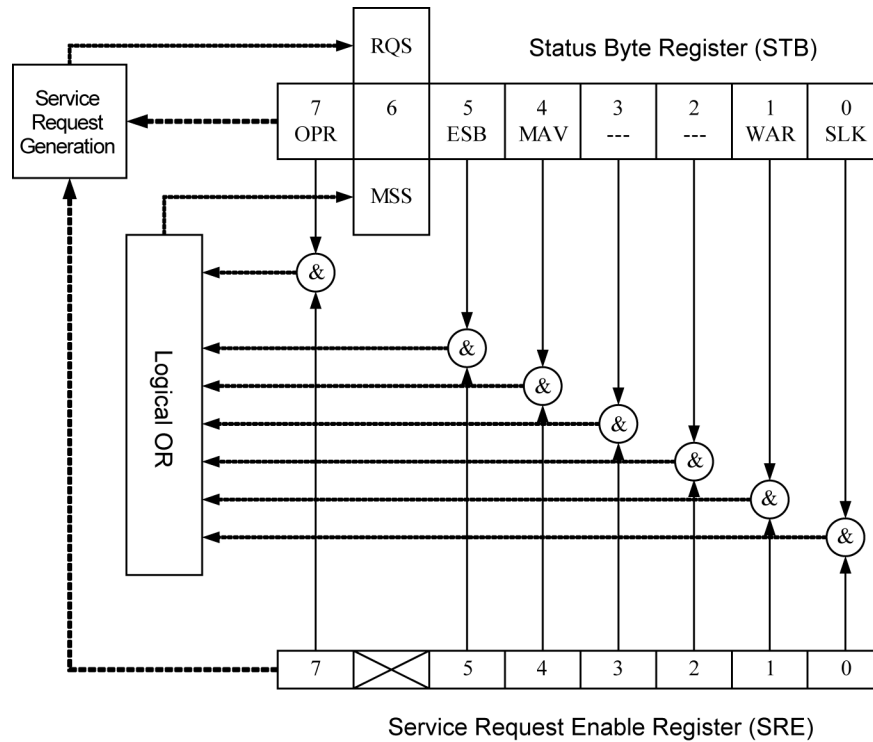 RQS
Status Byte Register (STB)
Service
Request
Generation
7 6 5 4 3 2 1 0
OPR ESB MAV --- --- WAR SLK
MSS
&
&
&
&
&
&
&
Logical OR
7 5 4 3 2 1 0
Service Request Enable Register (SRE)